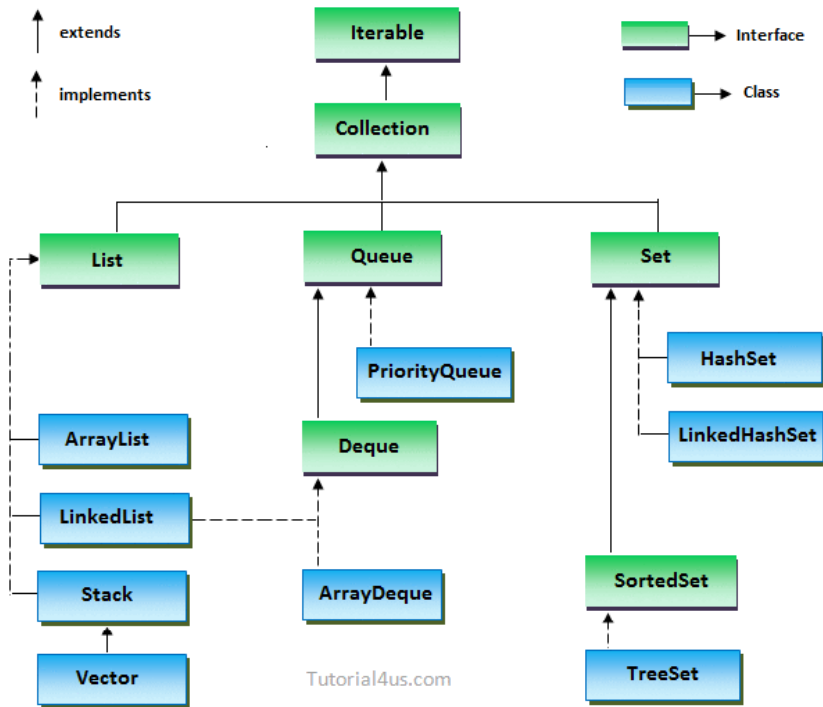 extends
implements
Iterable
Interface
Class
Collection
List
Queue
Set
PriorityQueue
HashSet
ArrayList
Deque
LinkedHashSet
LinkedList
Stack
ArrayDeque
SortedSet
Vector
Tutorial4us.com
TreeSet